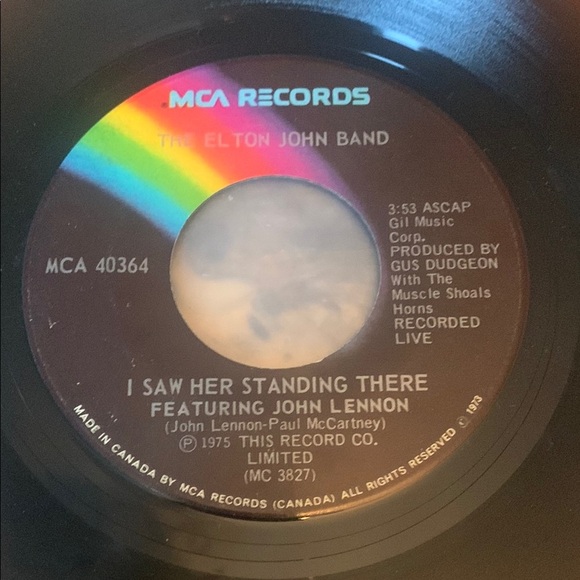 MCA RECORDS
THE ELTON JOHN BAND
MCA 40364
3:53 ASCAP
Gil Music
Corp.
PRODUCED BY
GUS DUDGEON
With The
Muscle Shoals
Horns
RECORDED
LIVE
I SAW HER STANDING THERE
FEATURING JOHN LENNON
(John Lennon-Paul McCartney)
Ⓟ 1975 THIS RECORD CO.
LIMITED
(MC 3827)
MADE IN CANADA BY MCA RECORDS (CANADA) ALL RIGHTS RESERVED © 1973